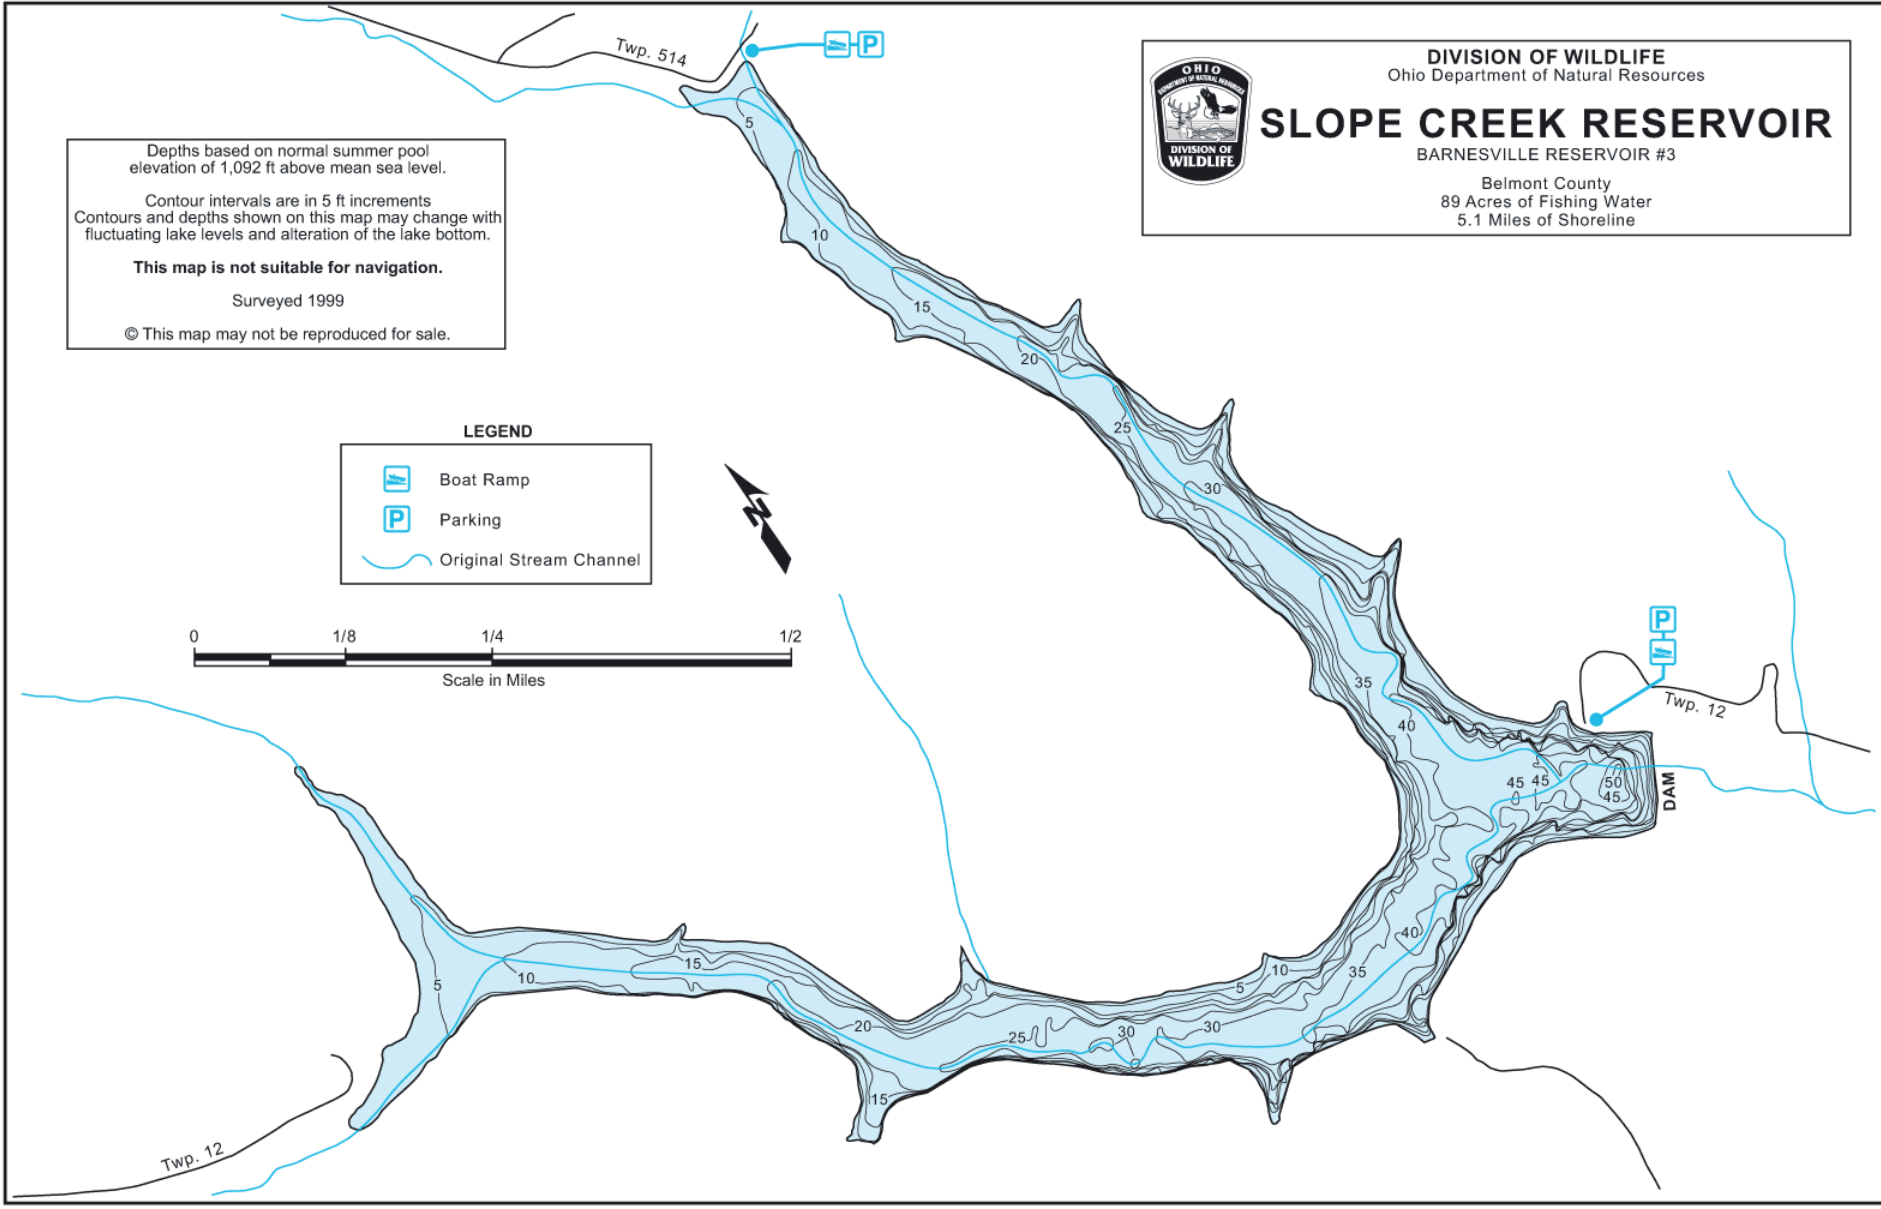 Twp. 514
P
DIVISION OF WILDLIFE
Ohio Department of Natural Resources
SLOPE CREEK RESERVOIR
BARNESVILLE RESERVOIR #3
Belmont County
89 Acres of Fishing Water
5.1 Miles of Shoreline
OHIO
DEPARTMENT OF NATURAL RESOURCES
DIVISION OF
WILDLIFE
Depths based on normal summer pool
elevation of 1,092 ft above mean sea level.
Contour intervals are in 5 ft increments
Contours and depths shown on this map may change with
fluctuating lake levels and alteration of the lake bottom.
This map is not suitable for navigation.
Surveyed 1999
© This map may not be reproduced for sale.
5
10
15
20
25
30
LEGEND
Boat Ramp
P Parking
Original Stream Channel
N
0 1/8 1/4 1/2
Scale in Miles
P
Twp. 12
35
40
45 45 50
45
DAM
40
35
10
5
30
30
25
20
15
15
10
5
Twp. 12